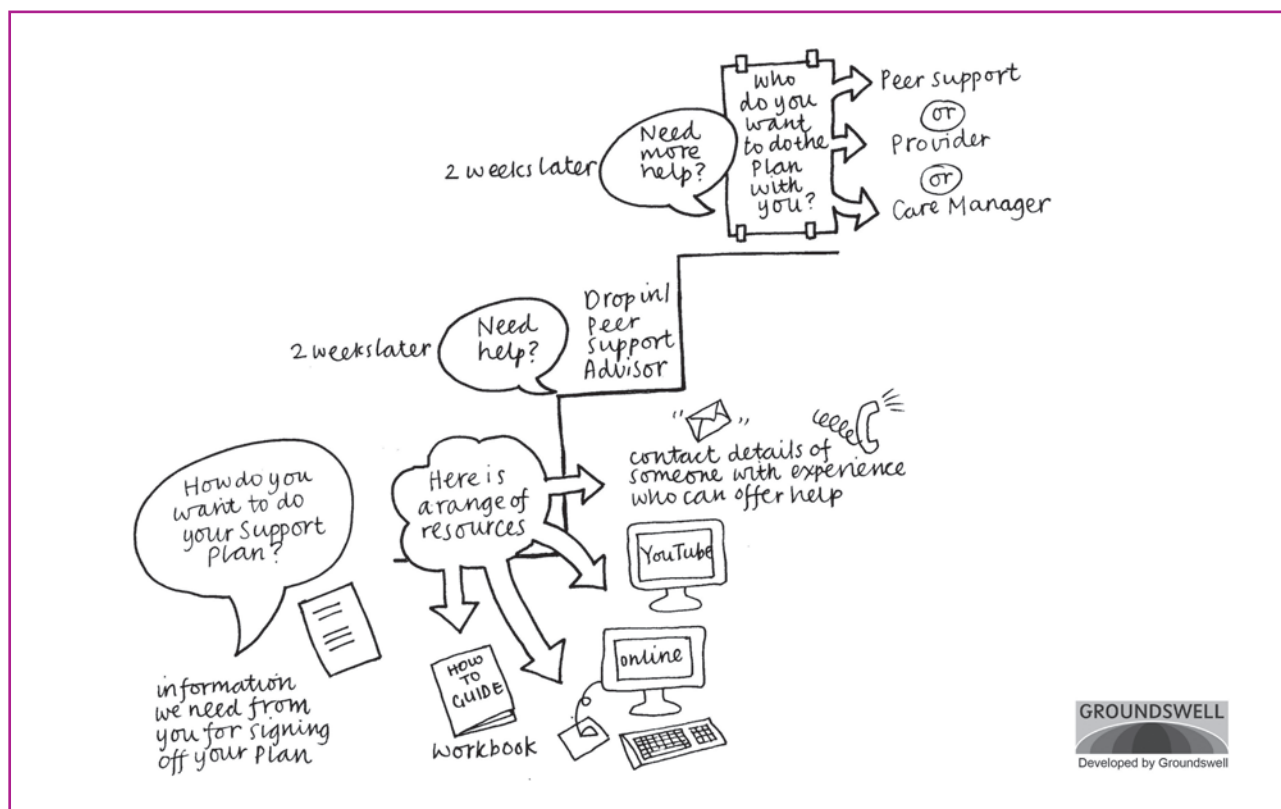 How do you
want to do
your Support
Plan?
information
we need from
you for signing
off your Plan
Here is
a range of
resources
HOW
TO
GUIDE
workbook
online
YouTube
contact details of
someone with experience
who can offer help
2 weeks later
Need
help?
Drop in/
Peer
Support
Advisor
2 weeks later
Need
more
help?
Who
do you
want
to do the
Plan
with
you?
Peer support
or
Provider
or
Care Manager
GROUNDSWELL
Developed by Groundswell